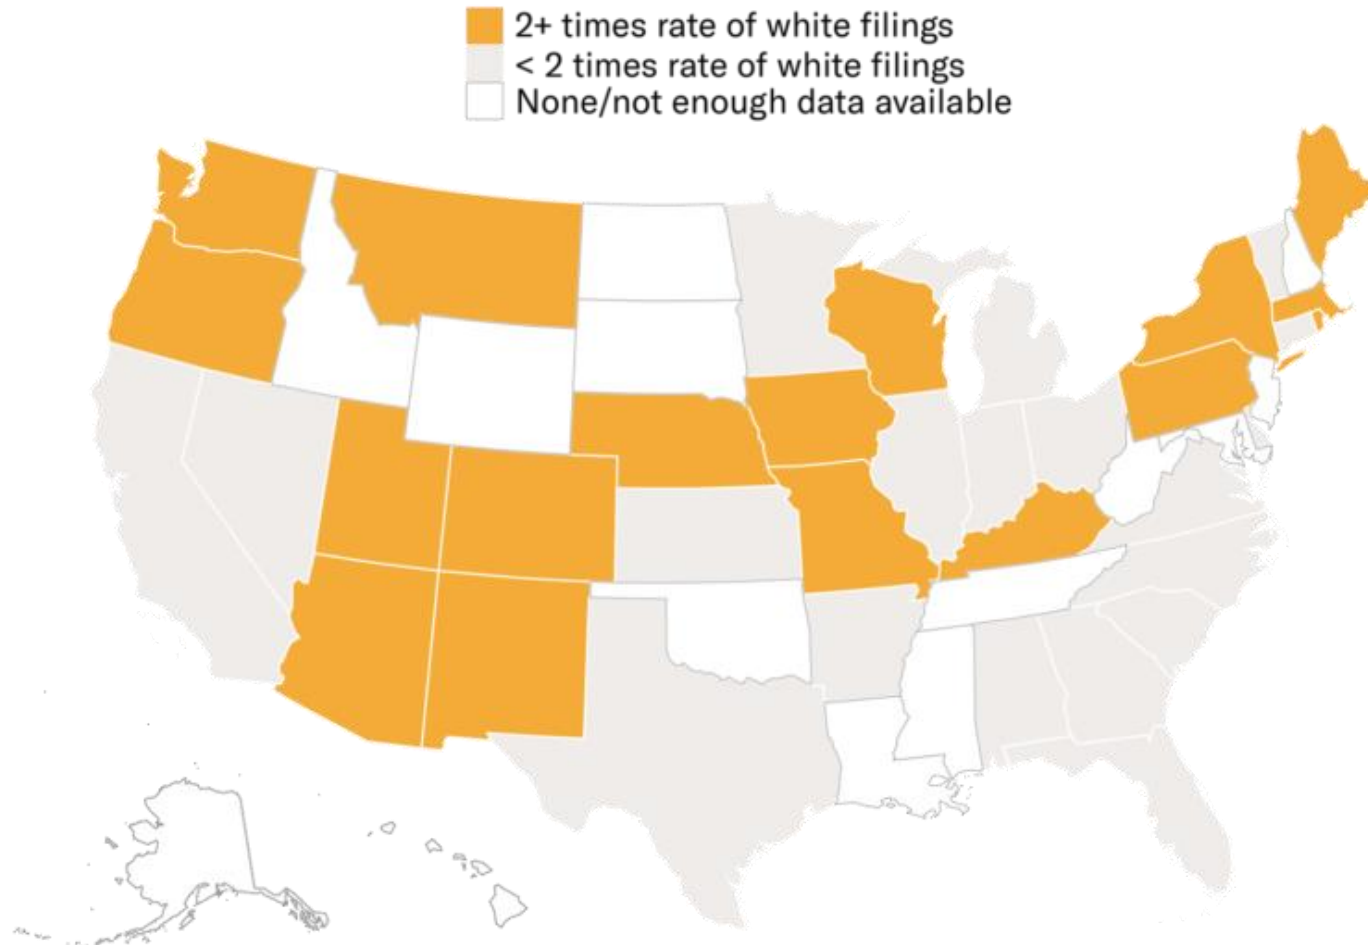 2+ times rate of white filings
< 2 times rate of white filings
None/not enough data available